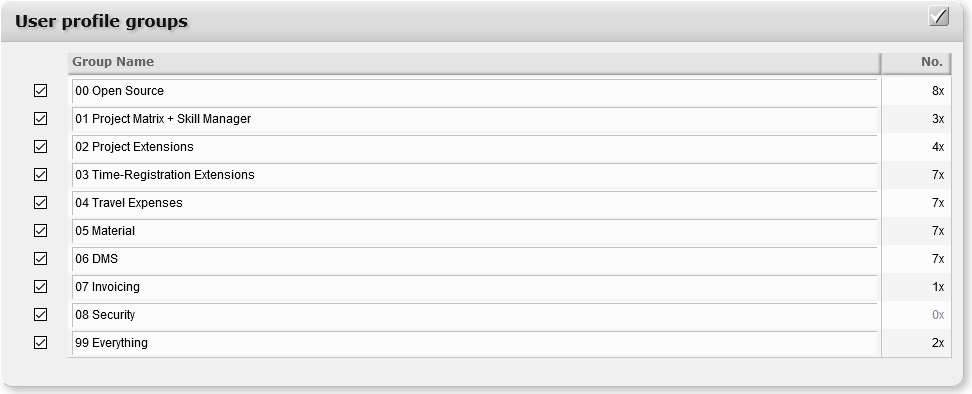 User profile groups
Group Name No.
00 Open Source 8x
01 Project Matrix + Skill Manager 3x
02 Project Extensions 4x
03 Time-Registration Extensions 7x
04 Travel Expenses 7x
05 Material 7x
06 DMS 7x
07 Invoicing 1x
08 Security 0x
99 Everything 2x